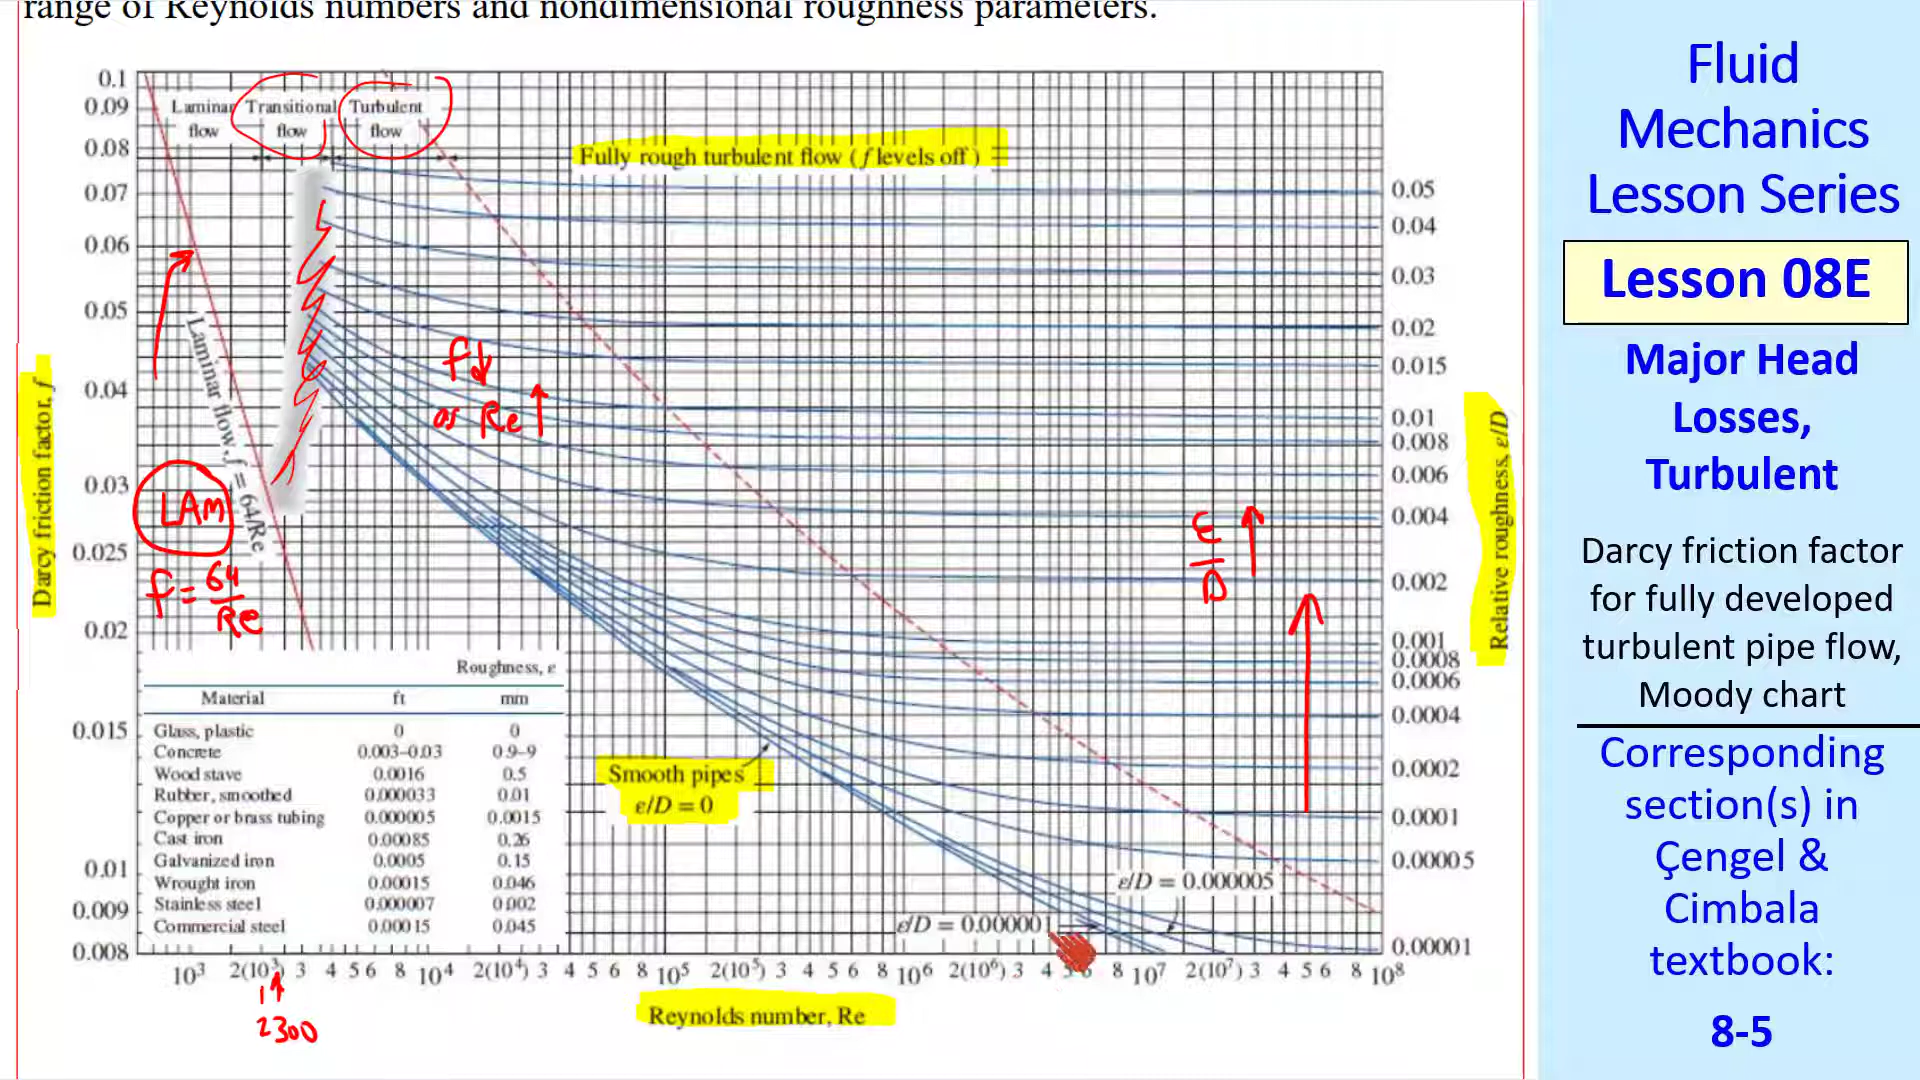 range of Reynolds numbers and nondimensional roughness parameters.
Laminar flow
Transitional flow
Turbulent flow
Fully rough turbulent flow (f levels off)
0.1
0.09
0.08
0.07
0.06
0.05
0.04
0.03
0.025
0.02
0.015
0.01
0.009
0.008
Darcy friction factor, f
Laminar flow, f = 64/Re
LAM
f = 64/Re
f↓
as Re↑
ε/D ↑
0.05
0.04
0.03
0.02
0.015
0.01
0.008
0.006
0.004
0.002
0.001
0.0008
0.0006
0.0004
0.0002
0.0001
0.00005
0.00001
Relative roughness, ε/D
Roughness, ε
Material ft mm
Glass, plastic 0 0
Concrete 0.003–0.03 0.9–9
Wood stave 0.0016 0.5
Rubber, smoothed 0.000033 0.01
Copper or brass tubing 0.000005 0.0015
Cast iron 0.00085 0.26
Galvanized iron 0.0005 0.15
Wrought iron 0.00015 0.046
Stainless steel 0.000007 0.002
Commercial steel 0.00015 0.045
Smooth pipes
ε/D = 0
ε/D = 0.000005
ε/D = 0.000001
10³ 2(10³) 3 4 5 6 8 10⁴ 2(10⁴) 3 4 5 6 8 10⁵ 2(10⁵) 3 4 5 6 8 10⁶ 2(10⁶) 3 4 5 6 8 10⁷ 2(10⁷) 3 4 5 6 8 10⁸
2300
Reynolds number, Re
Fluid
Mechanics
Lesson Series
Lesson 08E
Major Head
Losses,
Turbulent
Darcy friction factor
for fully developed
turbulent pipe flow,
Moody chart
Corresponding
section(s) in
Çengel &
Cimbala
textbook:
8-5